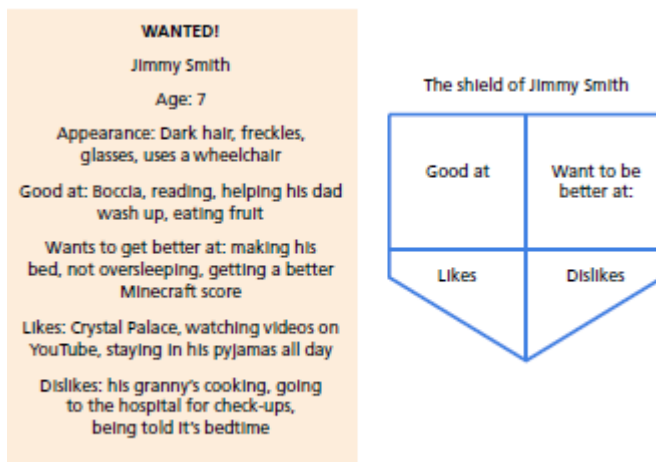 WANTED!
Jimmy Smith
Age: 7
Appearance: Dark hair, freckles,
glasses, uses a wheelchair
Good at: Boccia, reading, helping his dad
wash up, eating fruit
Wants to get better at: making his
bed, not oversleeping, getting a better
Minecraft score
Likes: Crystal Palace, watching videos on
YouTube, staying in his pyjamas all day
Dislikes: his granny's cooking, going
to the hospital for check-ups,
being told it's bedtime
The shield of Jimmy Smith
Good at
Want to be
better at:
Likes
Dislikes